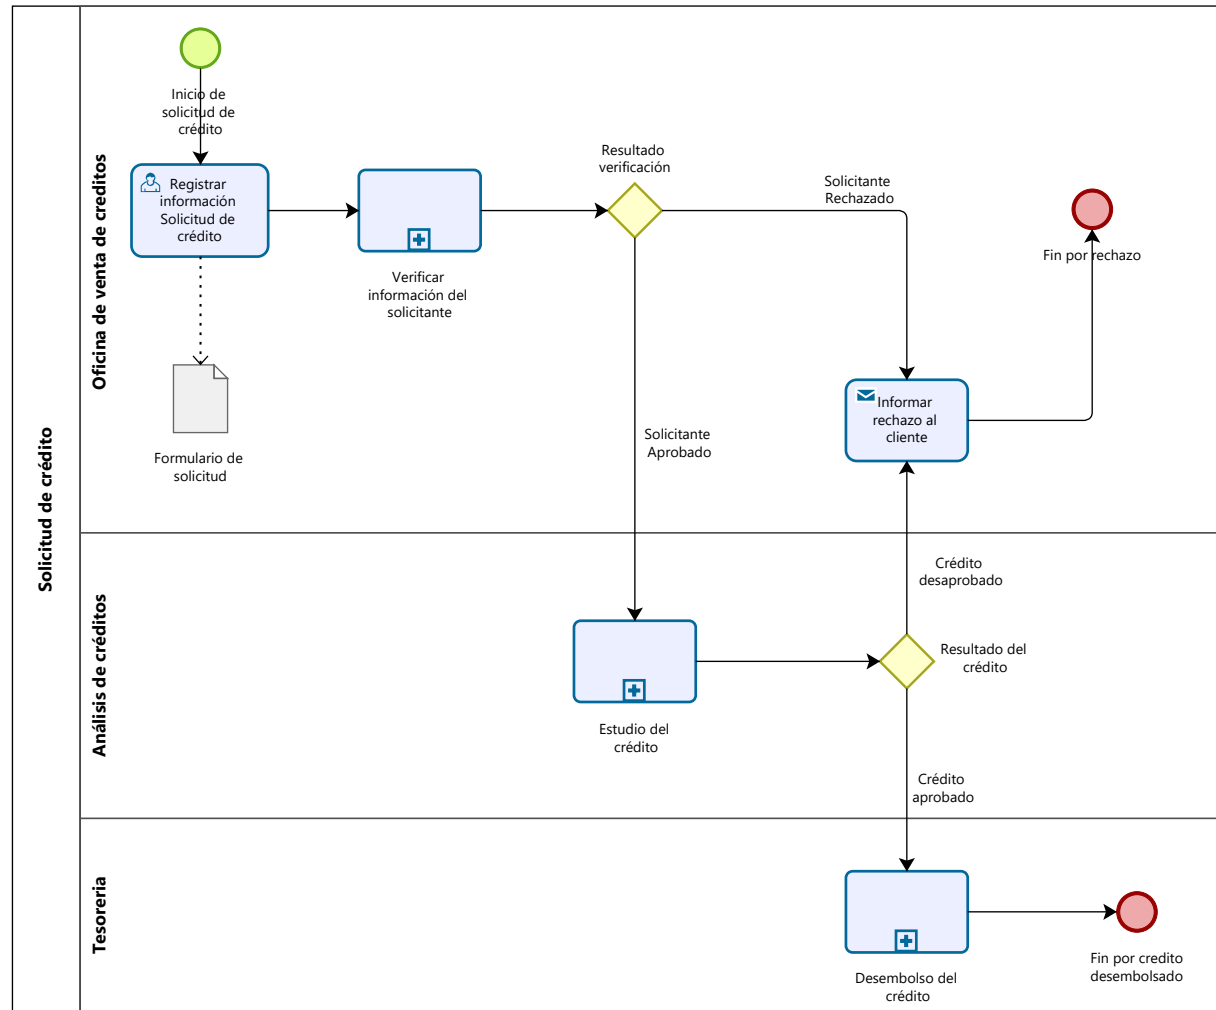 Solicitud de crédito
Oficina de venta de creditos
Inicio de
solicitud de
crédito
Registrar
información
Solicitud de
crédito
Formulario de
solicitud
Verificar
información del
solicitante
Resultado
verificación
Solicitante
Rechazado
Solicitante
Aprobado
Informar
rechazo al
cliente
Fin por rechazo
Análisis de créditos
Estudio del
crédito
Crédito
desaprobado
Resultado del
crédito
Crédito
aprobado
Tesoreria
Desembolso del
crédito
Fin por credito
desembolsado